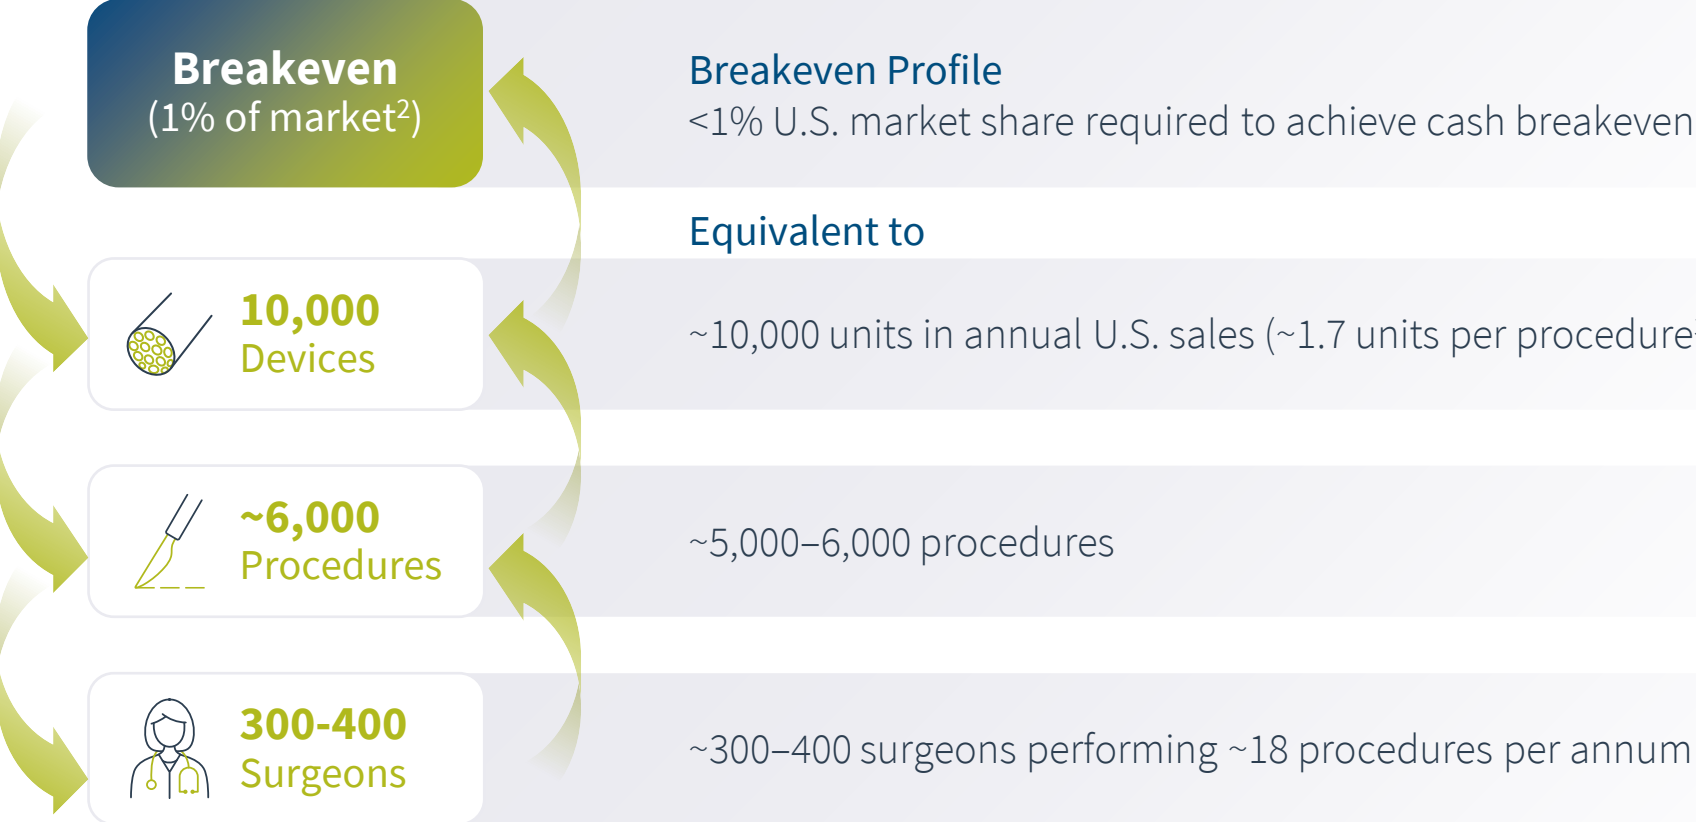 Breakeven
(1% of market²)
Breakeven Profile
<1% U.S. market share required to achieve cash breakeven
Equivalent to
10,000
Devices
~10,000 units in annual U.S. sales (~1.7 units per procedure
~6,000
Procedures
~5,000–6,000 procedures
300-400
Surgeons
~300–400 surgeons performing ~18 procedures per annum